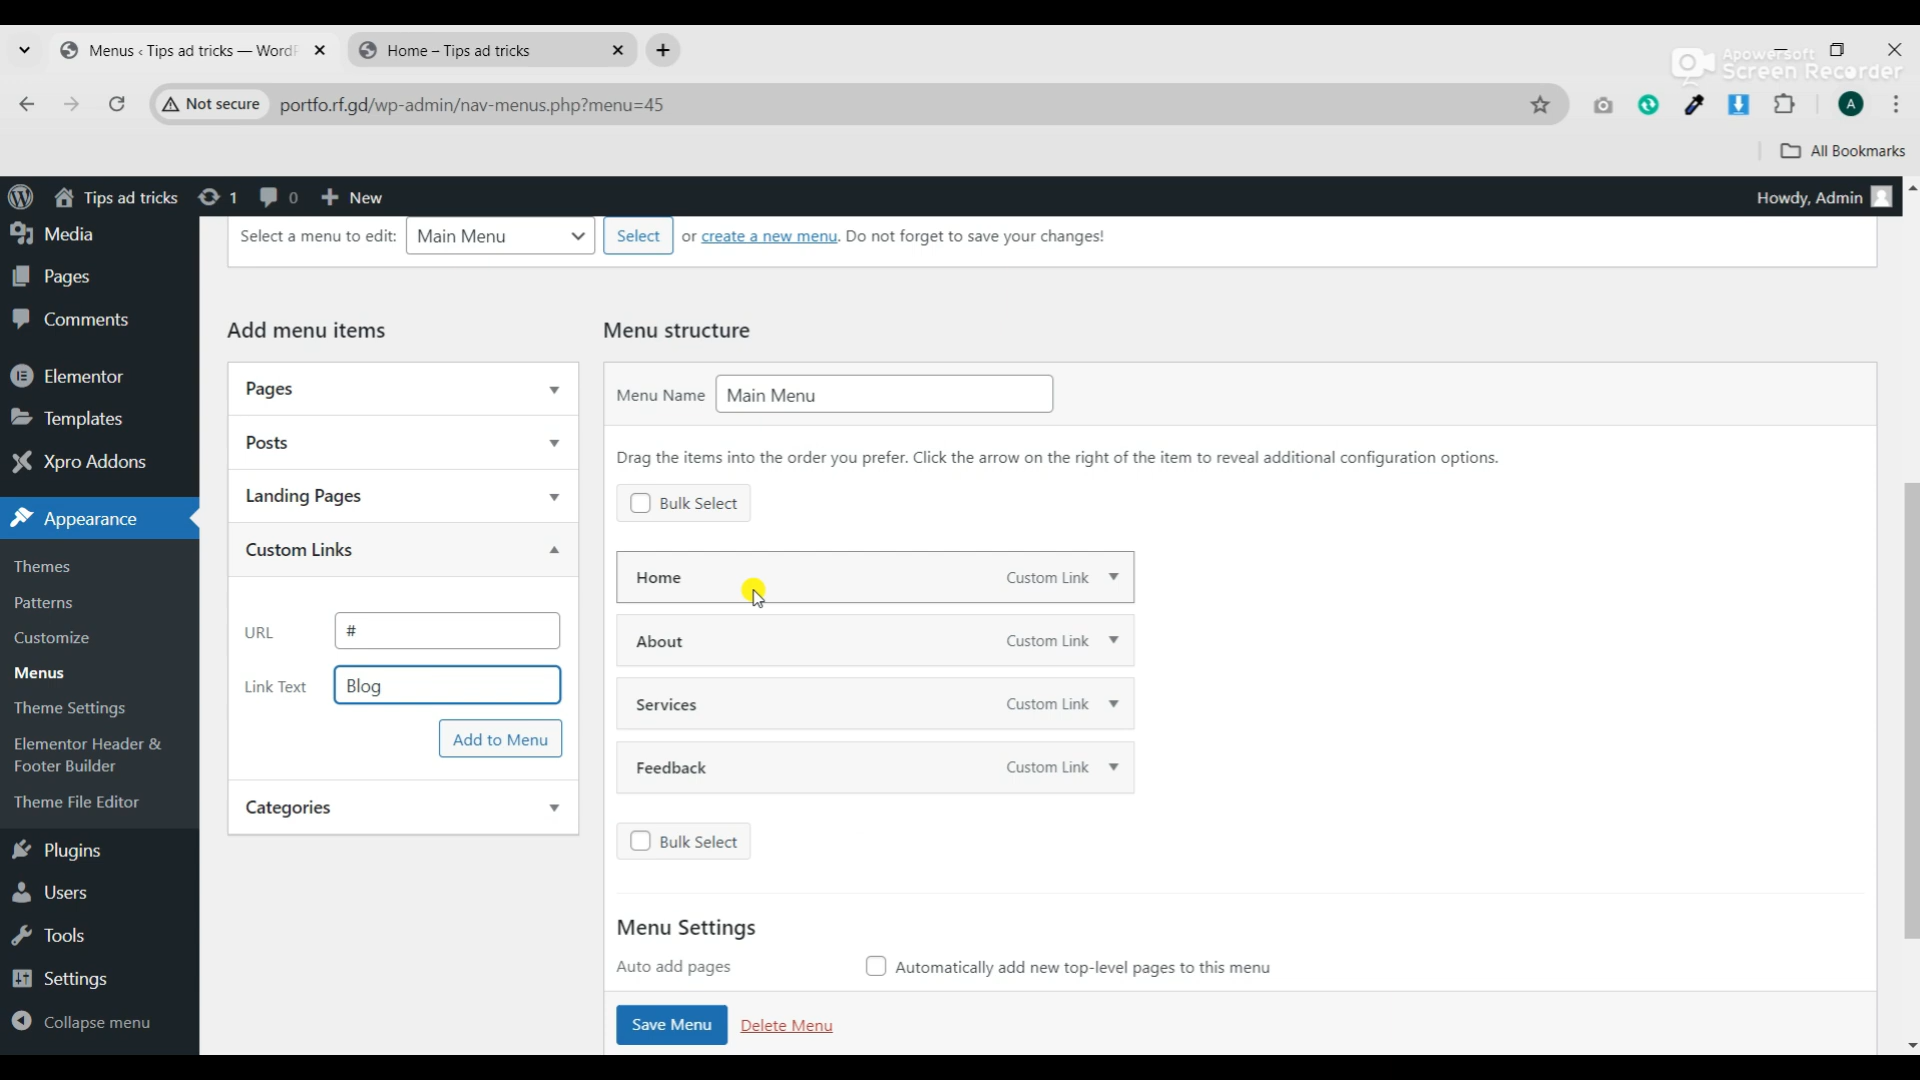 Menus ‹ Tips ad tricks — WordP
Home – Tips ad tricks
Apowersoft
Screen Recorder
Not secure
portfo.rf.gd/wp-admin/nav-menus.php?menu=45
A
All Bookmarks
Tips ad tricks
1
0
New
Howdy, Admin
Media
Pages
Comments
Elementor
Templates
Xpro Addons
Appearance
Themes
Patterns
Customize
Menus
Theme Settings
Elementor Header &
Footer Builder
Theme File Editor
Plugins
Users
Tools
Settings
Collapse menu
Select a menu to edit: Main Menu Select or create a new menu. Do not forget to save your changes!
Add menu items
Pages
Posts
Landing Pages
Custom Links
URL #
Link Text Blog
Add to Menu
Categories
Menu structure
Menu Name Main Menu
Drag the items into the order you prefer. Click the arrow on the right of the item to reveal additional configuration options.
Bulk Select
Home Custom Link
About Custom Link
Services Custom Link
Feedback Custom Link
Bulk Select
Menu Settings
Auto add pages Automatically add new top-level pages to this menu
Save Menu Delete Menu